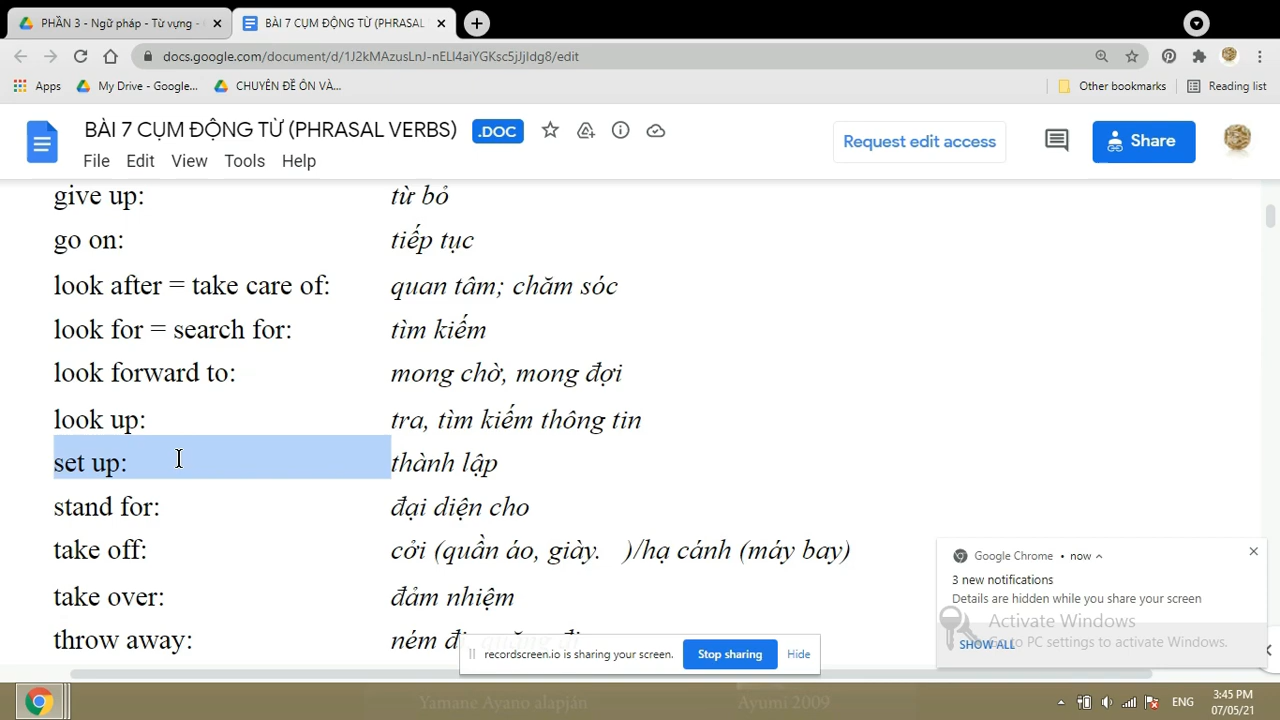 PHẦN 3 - Ngữ pháp - Từ vựng -
BÀI 7 CỤM ĐỘNG TỪ (PHRASAL
docs.google.com/document/d/1J2kMAzusLnJ-nELl4aiYGKsc5jJjIdg8/edit
Apps My Drive - Google... CHUYÊN ĐỀ ÔN VÀ... Other bookmarks Reading list
BÀI 7 CỤM ĐỘNG TỪ (PHRASAL VERBS) .DOC
File Edit View Tools Help
Request edit access Share
give up: từ bỏ
go on: tiếp tục
look after = take care of: quan tâm; chăm sóc
look for = search for: tìm kiếm
look forward to: mong chờ, mong đợi
look up: tra, tìm kiếm thông tin
set up: thành lập
stand for: đại diện cho
take off: cởi (quần áo, giày. )/hạ cánh (máy bay)
take over: đảm nhiệm
throw away: ném đi
Google Chrome • now
3 new notifications
Details are hidden while you share your screen
SHOW ALL
Activate Windows
Go to PC settings to activate Windows.
recordscreen.io is sharing your screen. Stop sharing Hide
Yamane Ayano alapján Ayumi 2009
ENG
3:45 PM
07/05/21